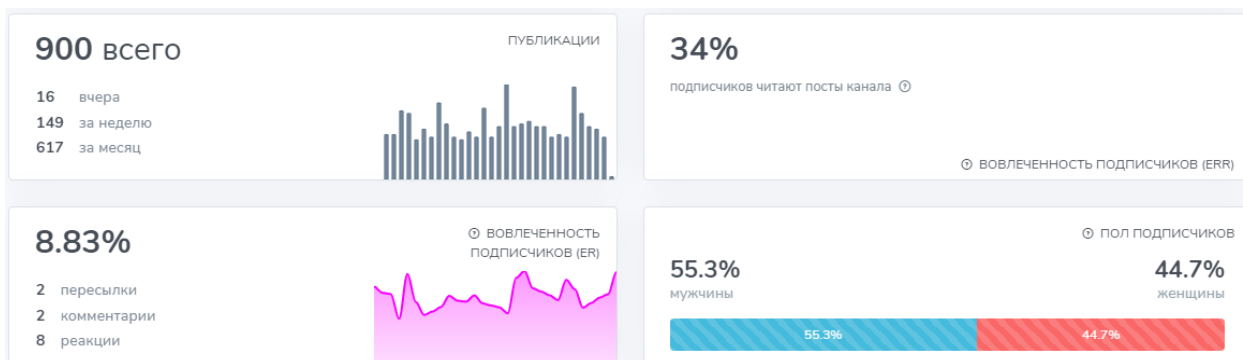 900 всего
ПУБЛИКАЦИИ
16 вчера
149 за неделю
617 за месяц
34%
подписчиков читают посты канала
ВОВЛЕЧЕННОСТЬ ПОДПИСЧИКОВ (ERR)
8.83%
ВОВЛЕЧЕННОСТЬ
ПОДПИСЧИКОВ (ER)
2 пересылки
2 комментарии
8 реакции
ПОЛ ПОДПИСЧИКОВ
55.3% 44.7%
мужчины женщины
55.3% 44.7%